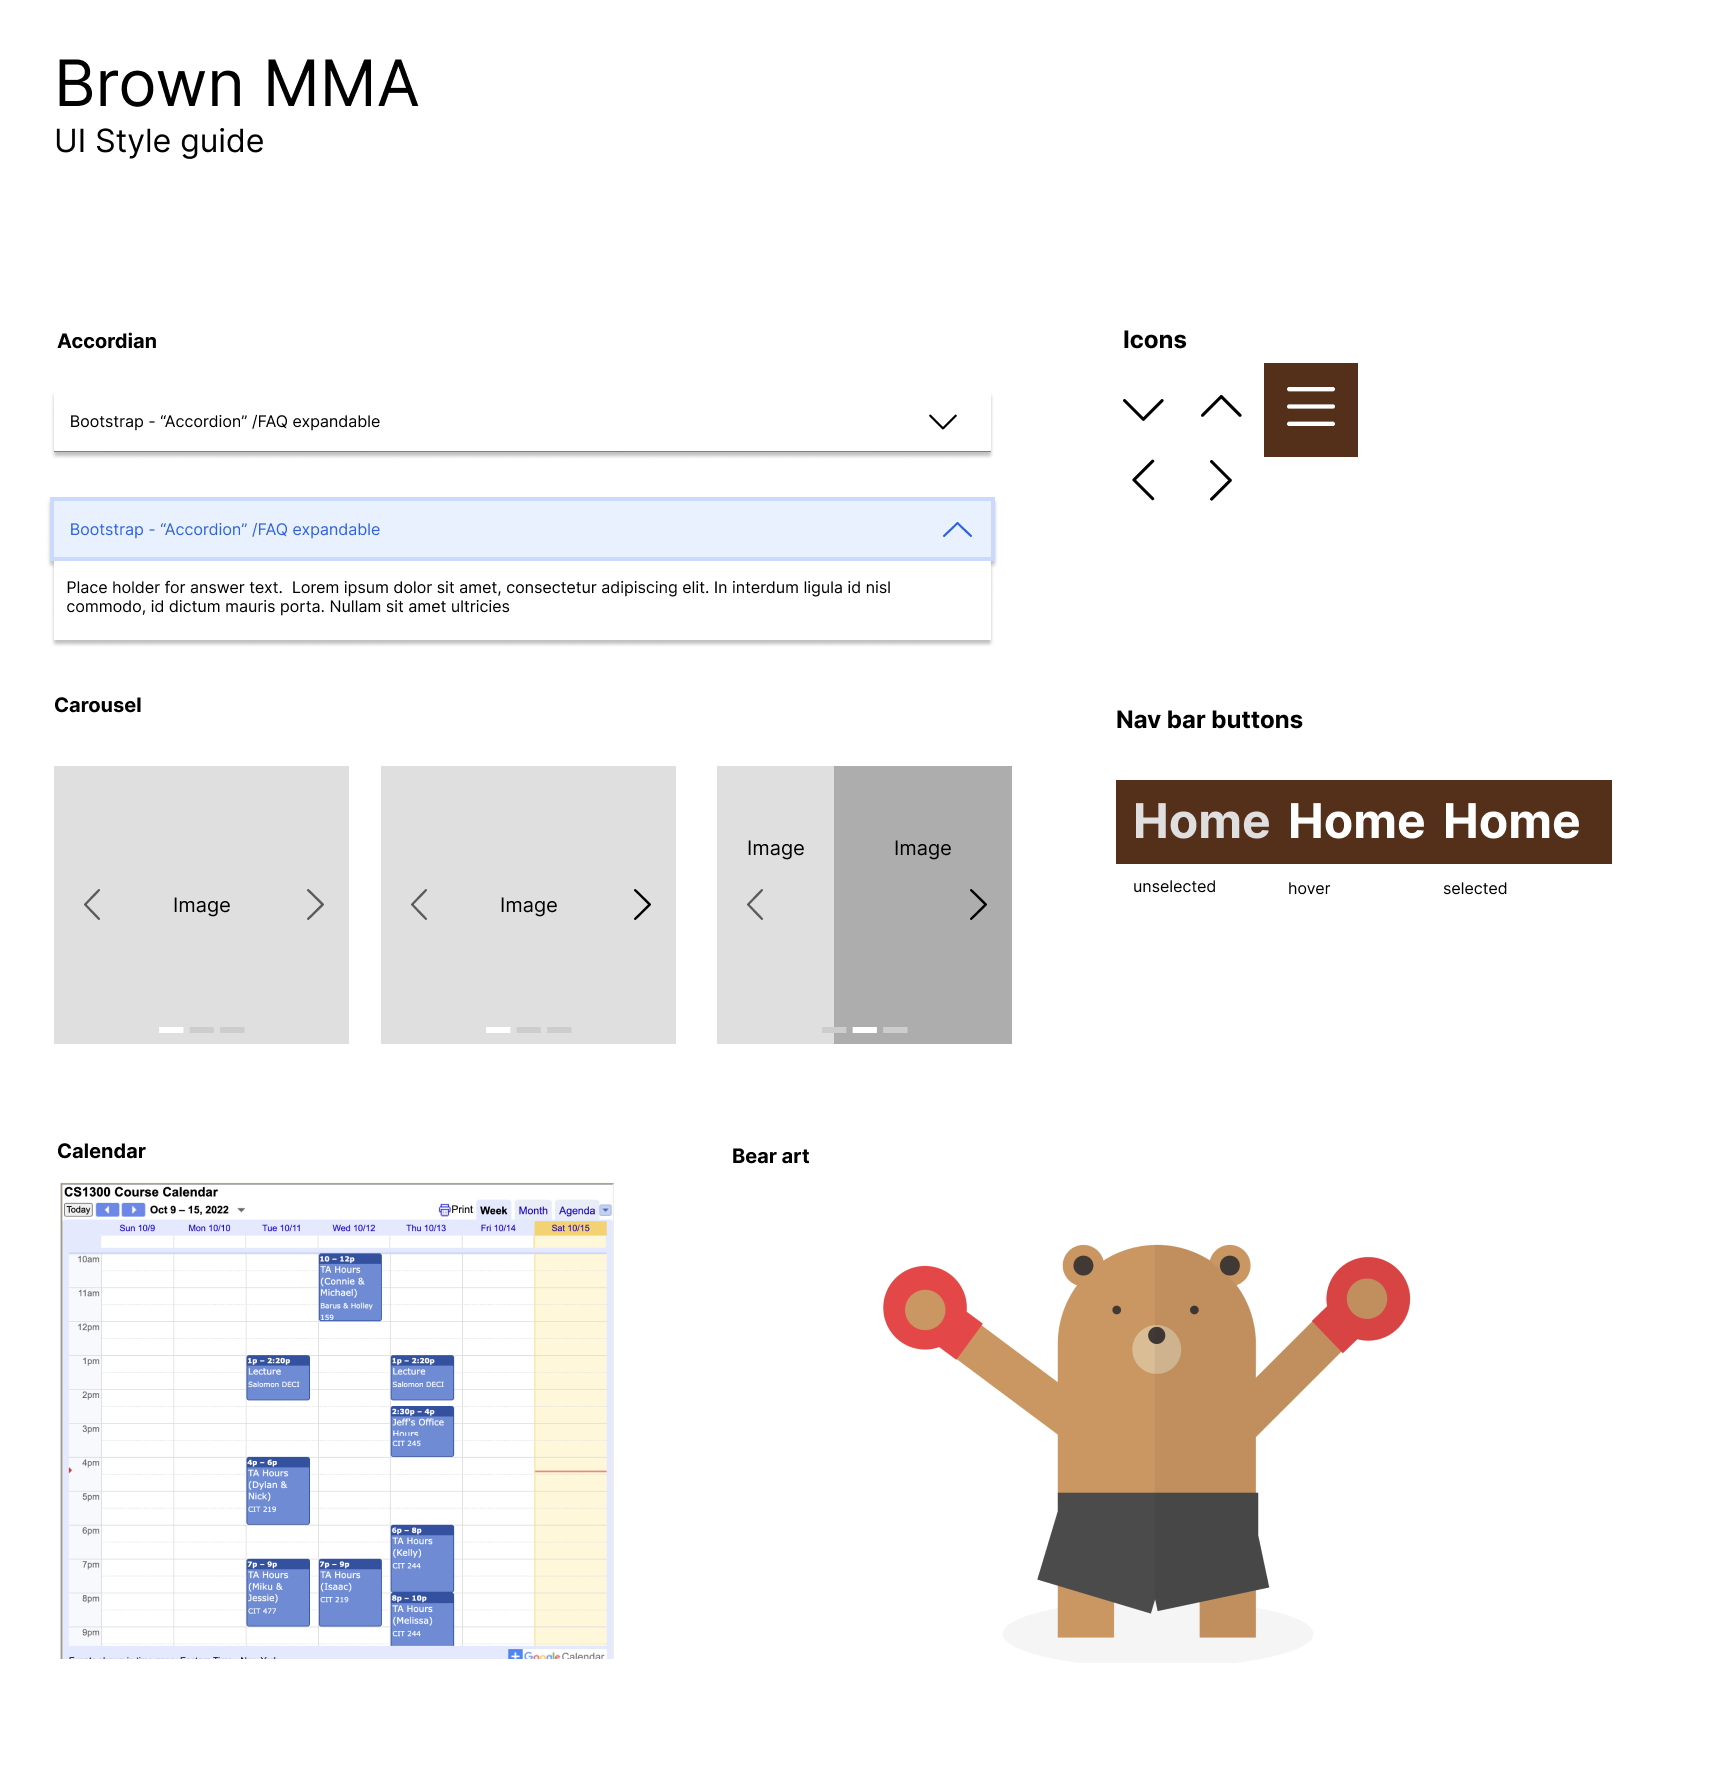 Brown MMA
UI Style guide
Accordian
Bootstrap - “Accordion” /FAQ expandable
Bootstrap - “Accordion” /FAQ expandable
Place holder for answer text.  Lorem ipsum dolor sit amet, consectetur adipiscing elit. In interdum ligula id nisl
commodo, id dictum mauris porta. Nullam sit amet ultricies
Icons
Carousel
Image
Image
Image
Image
Nav bar buttons
Home Home Home
unselected
hover
selected
Calendar
CS1300 Course Calendar
Today
Oct 9 – 15, 2022
Print
Week
Month
Agenda
Sun 10/9
Mon 10/10
Tue 10/11
Wed 10/12
Thu 10/13
Fri 10/14
Sat 10/15
10am
11am
12pm
1pm
2pm
3pm
4pm
5pm
6pm
7pm
8pm
9pm
1p – 2:20p
Lecture
Salomon DECI
4p – 6p
TA Hours
(Dylan &
Nick)
CIT 219
7p – 9p
TA Hours
(Miku &
Jessie)
CIT 477
10 – 12p
TA Hours
(Connie &
Michael)
Barus & Holley
159
7p – 9p
TA Hours
(Isaac)
CIT 219
1p – 2:20p
Lecture
Salomon DECI
2:30p – 4p
Jeff's Office
Hours
CIT 245
6p – 8p
TA Hours
(Kelly)
CIT 244
8p – 10p
TA Hours
(Melissa)
CIT 244
Google Calendar
Bear art